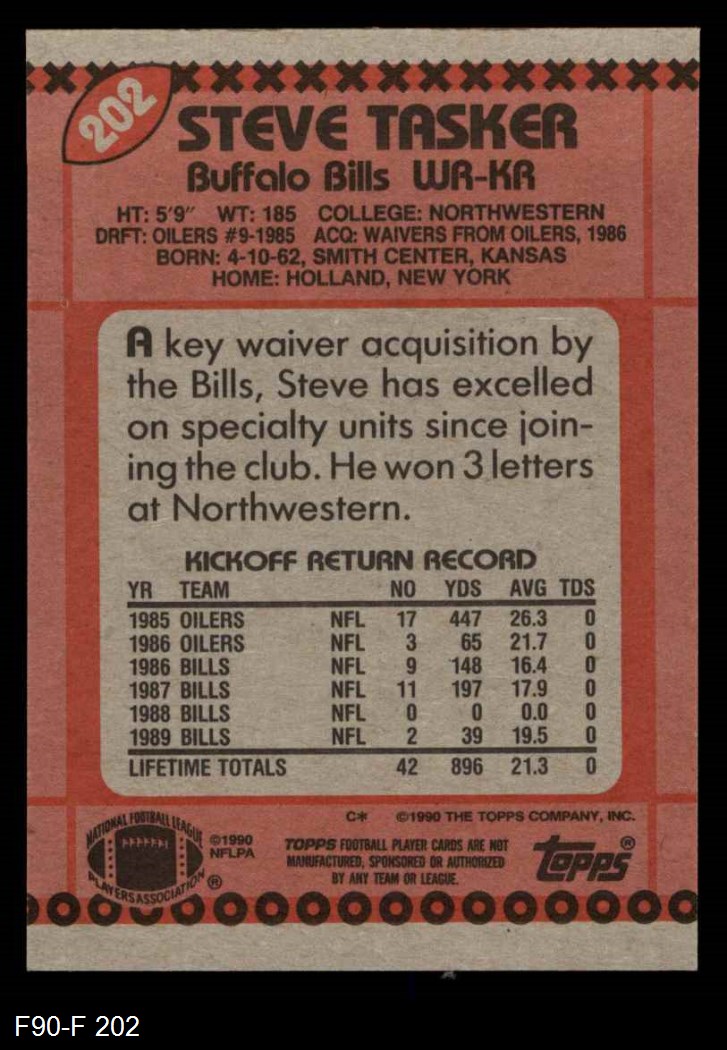 202
STEVE TASKER
Buffalo Bills WR-KR
HT: 5'9" WT: 185 COLLEGE: NORTHWESTERN
DRFT: OILERS #9-1985 ACQ: WAIVERS FROM OILERS, 1986
BORN: 4-10-62, SMITH CENTER, KANSAS
HOME: HOLLAND, NEW YORK
A key waiver acquisition by
the Bills, Steve has excelled
on specialty units since join-
ing the club. He won 3 letters
at Northwestern.
KICKOFF RETURN RECORD
YR TEAM NO YDS AVG TDS
1985 OILERS NFL 17 447 26.3 0
1986 OILERS NFL 3 65 21.7 0
1986 BILLS NFL 9 148 16.4 0
1987 BILLS NFL 11 197 17.9 0
1988 BILLS NFL 0 0 0.0 0
1989 BILLS NFL 2 39 19.5 0
LIFETIME TOTALS 42 896 21.3 0
C* ©1990 THE TOPPS COMPANY, INC.
NATIONAL FOOTBALL LEAGUE
PLAYERS ASSOCIATION ®
©1990
NFLPA
TOPPS FOOTBALL PLAYER CARDS ARE NOT
MANUFACTURED, SPONSORED OR AUTHORIZED
BY ANY TEAM OR LEAGUE.
topps®
F90-F 202